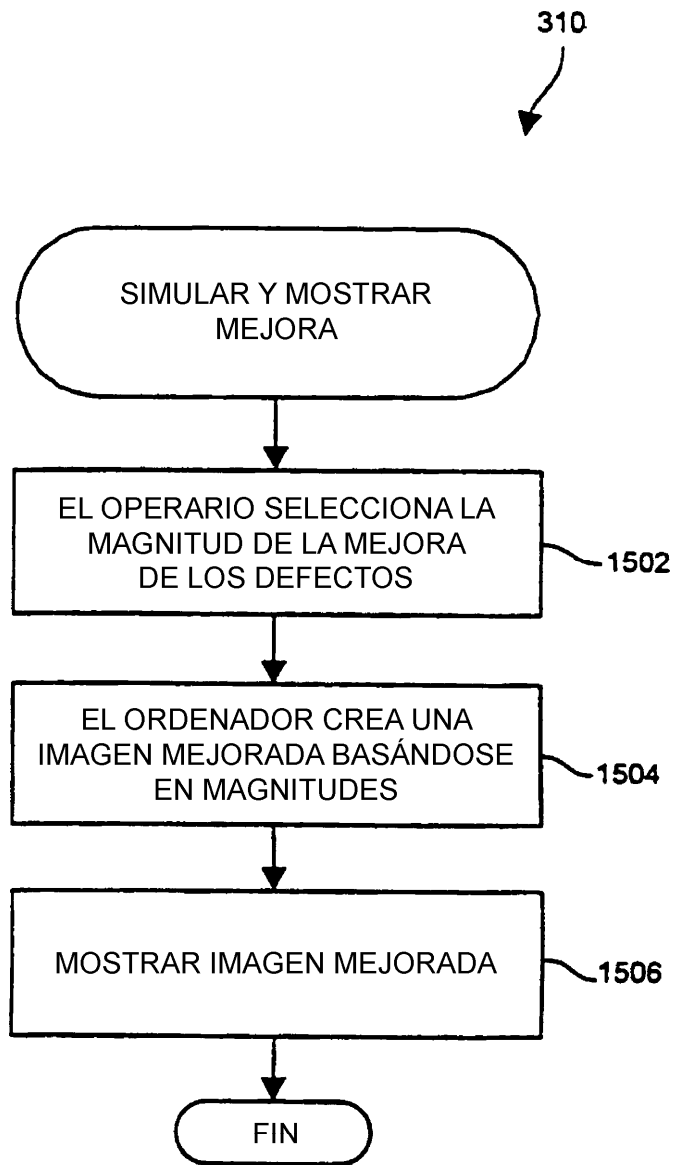 310
SIMULAR Y MOSTRAR
MEJORA
EL OPERARIO SELECCIONA LA
MAGNITUD DE LA MEJORA
DE LOS DEFECTOS
1502
EL ORDENADOR CREA UNA
IMAGEN MEJORADA BASÁNDOSE
EN MAGNITUDES
1504
MOSTRAR IMAGEN MEJORADA
1506
FIN